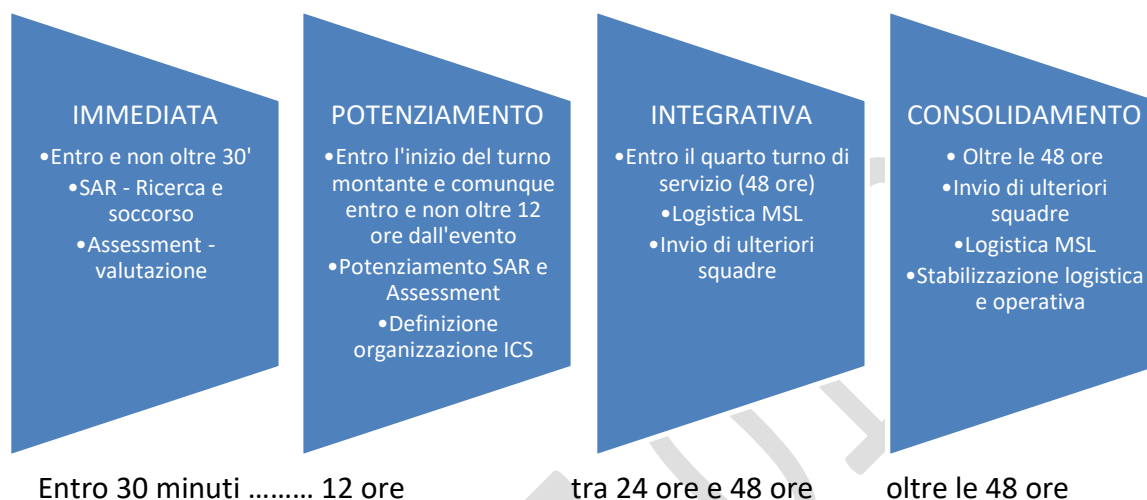 IMMEDIATA
•Entro e non oltre 30'
•SAR - Ricerca e
soccorso
•Assessment -
valutazione
POTENZIAMENTO
•Entro l'inizio del turno
montante e comunque
entro e non oltre 12
ore dall'evento
•Potenziamento SAR e
Assessment
•Definizione
organizzazione ICS
INTEGRATIVA
•Entro il quarto turno di
servizio (48 ore)
•Logistica MSL
•Invio di ulteriori
squadre
CONSOLIDAMENTO
• Oltre le 48 ore
•Invio di ulteriori
squadre
•Logistica MSL
•Stabilizzazione logistica
e operativa
Entro 30 minuti ……… 12 ore tra 24 ore e 48 ore oltre le 48 ore